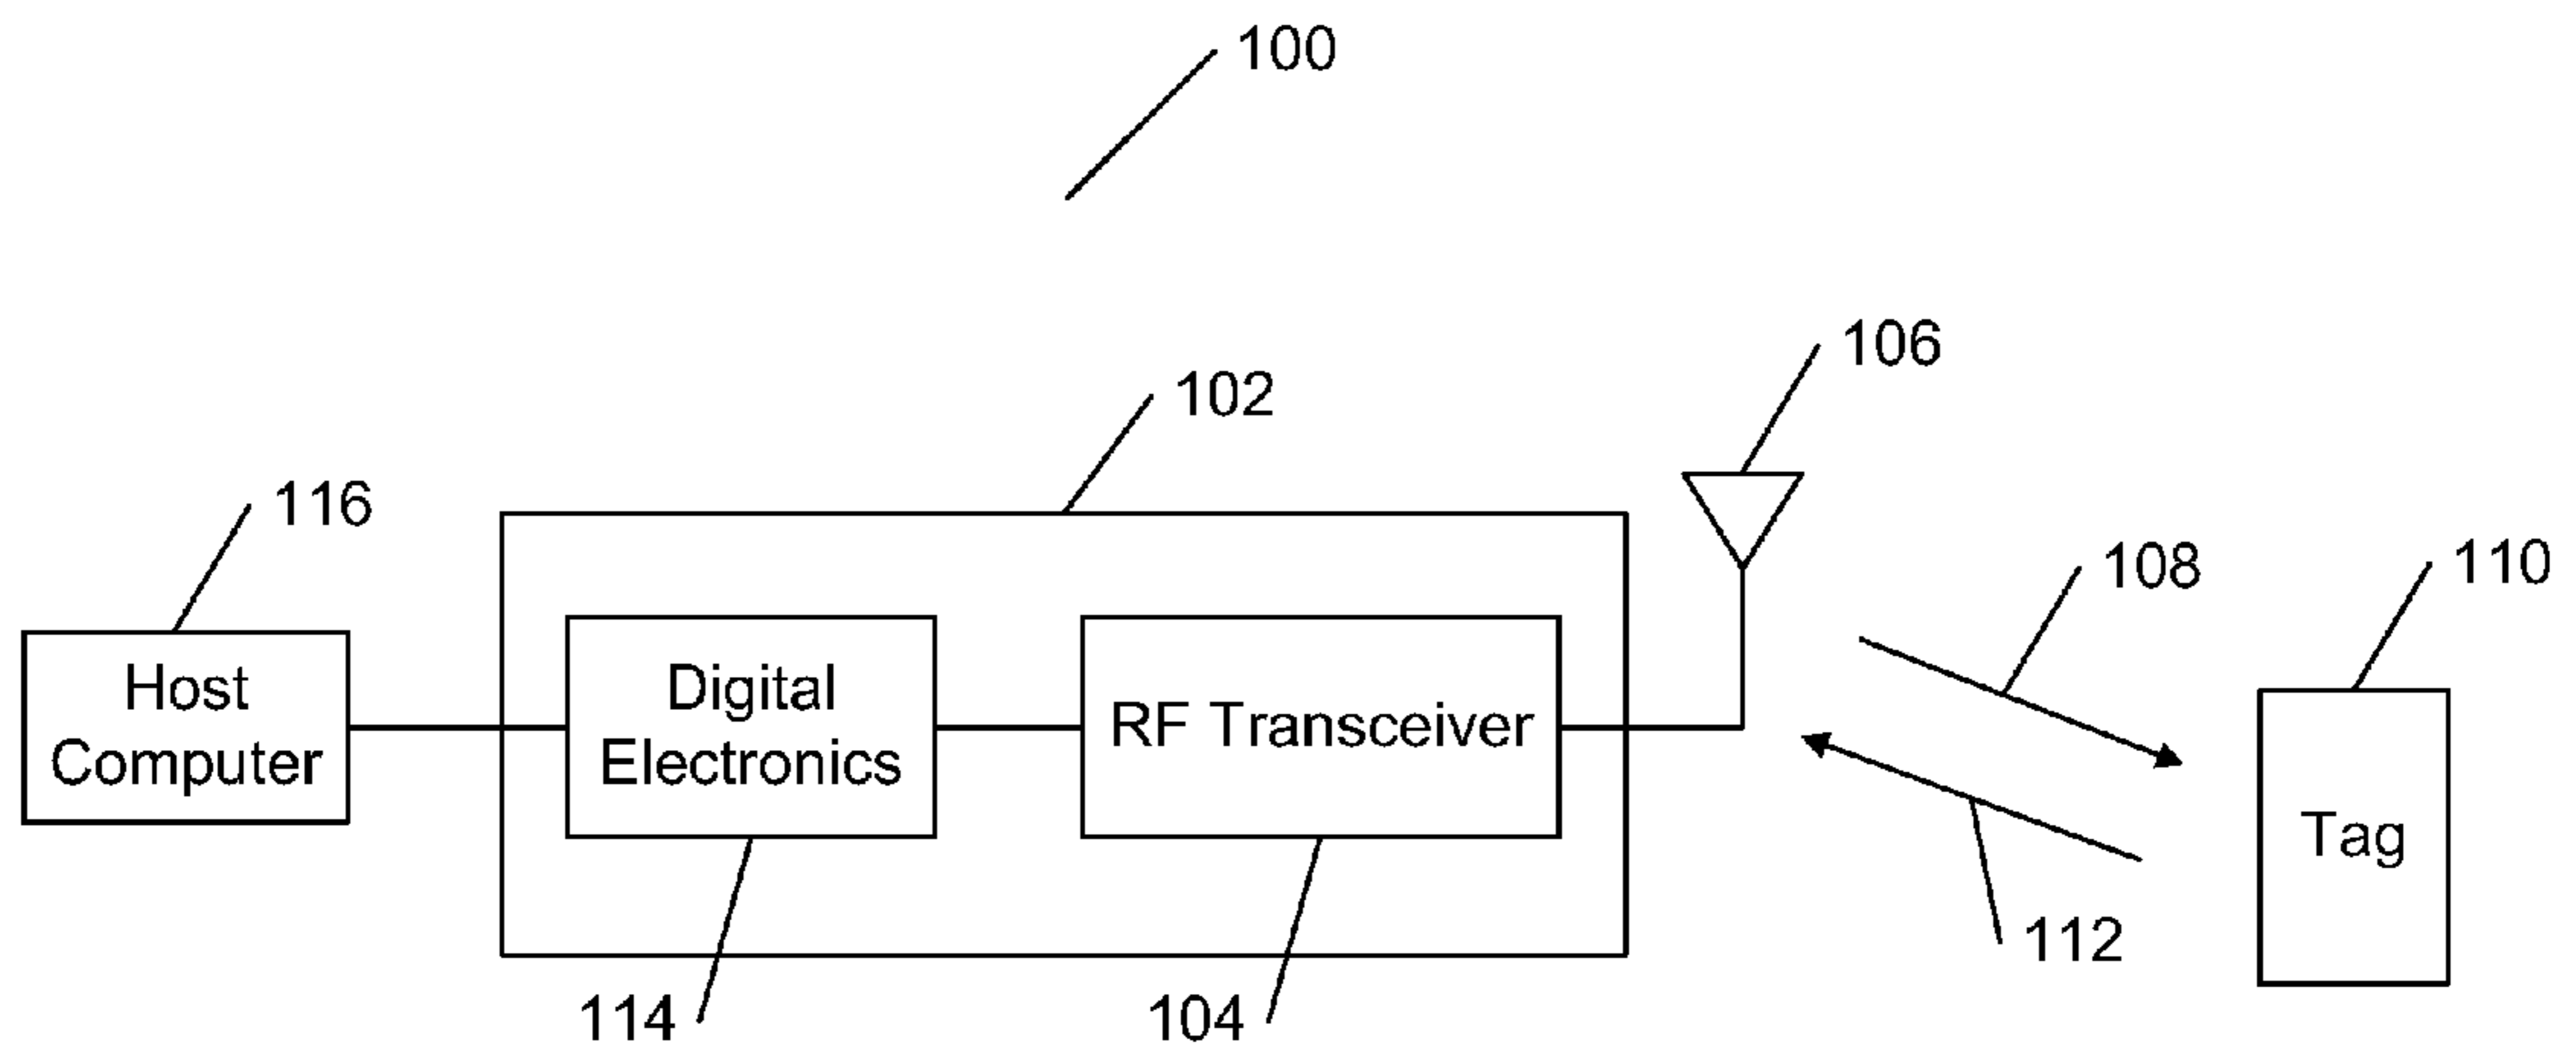 100
106
102
116
108
110
Host
Computer
Digital
Electronics
RF Transceiver
Tag
112
114
104